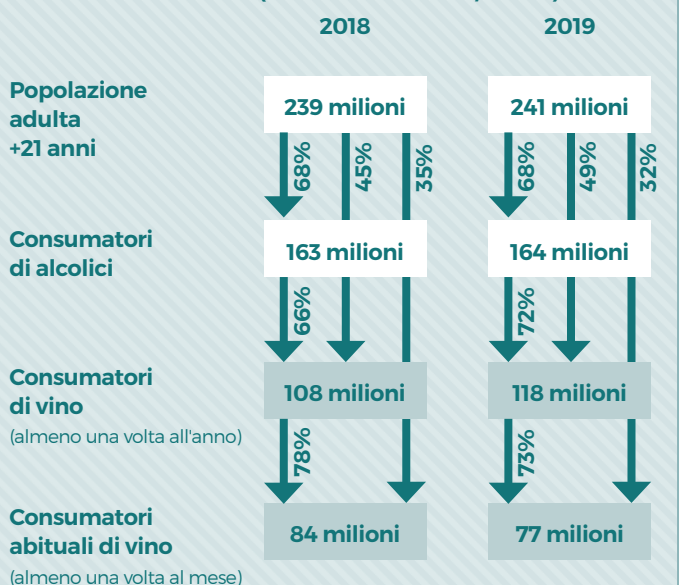 2018
2019
Popolazione
adulta
+21 anni
239 milioni
241 milioni
68%
45%
35%
68%
49%
32%
Consumatori
di alcolici
163 milioni
164 milioni
66%
72%
Consumatori
di vino
(almeno una volta all'anno)
108 milioni
118 milioni
78%
73%
Consumatori
abituali di vino
(almeno una volta al mese)
84 milioni
77 milioni